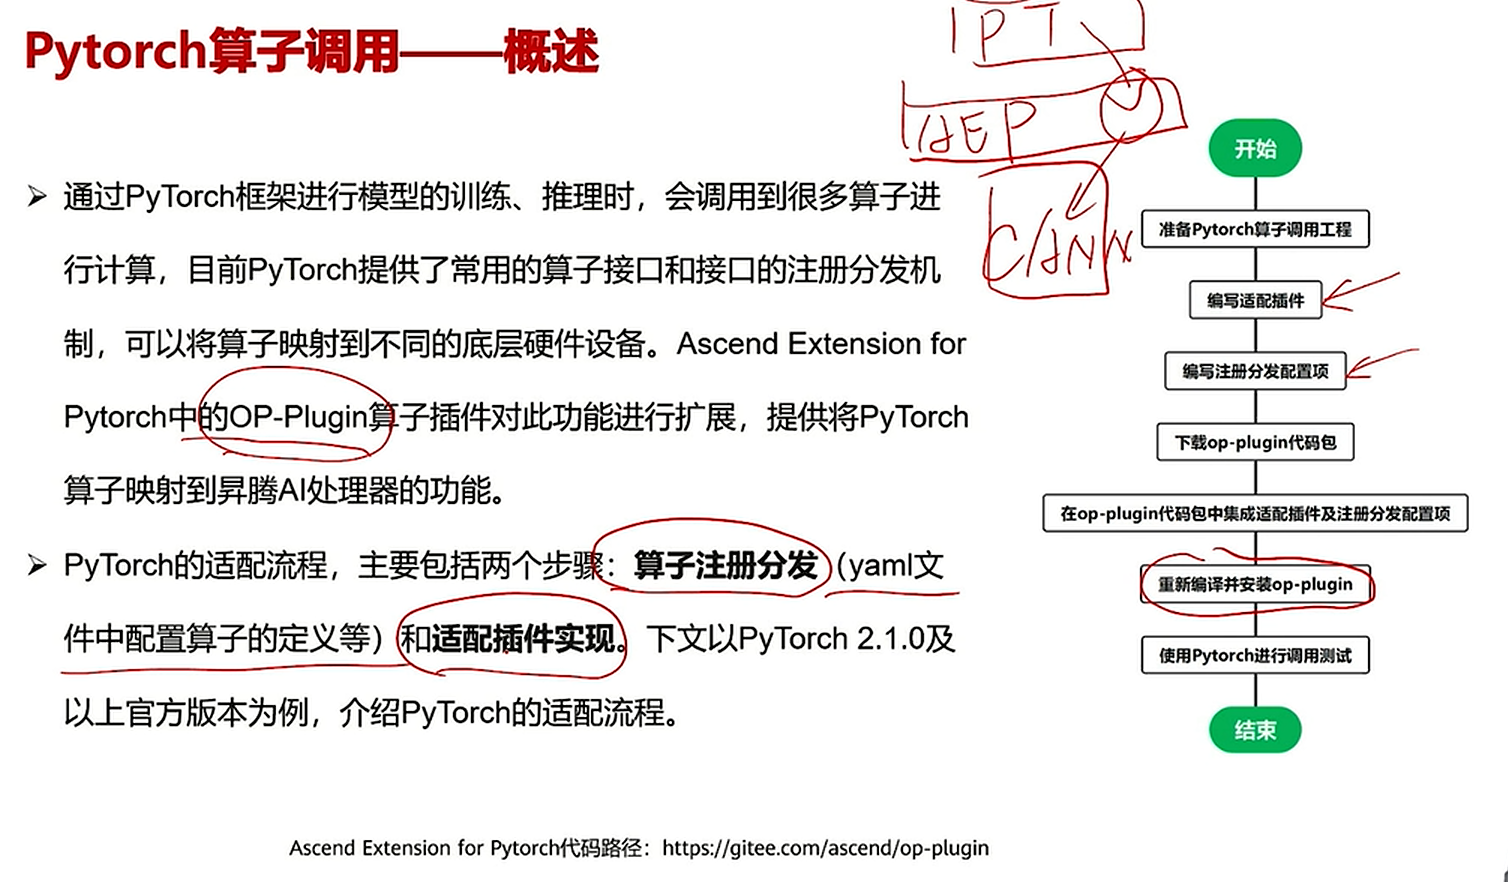 Pytorch算子调用——概述
PT
AEP
CANN
➢ 通过PyTorch框架进行模型的训练、推理时，会调用到很多算子进
行计算，目前PyTorch提供了常用的算子接口和接口的注册分发机
制，可以将算子映射到不同的底层硬件设备。Ascend Extension for
Pytorch中的OP-Plugin算子插件对此功能进行扩展，提供将PyTorch
算子映射到昇腾AI处理器的功能。
➢ PyTorch的适配流程，主要包括两个步骤：算子注册分发（yaml文
件中配置算子的定义等）和适配插件实现。下文以PyTorch 2.1.0及
以上官方版本为例，介绍PyTorch的适配流程。
开始
准备Pytorch算子调用工程
编写适配插件
编写注册分发配置项
下载op-plugin代码包
在op-plugin代码包中集成适配插件及注册分发配置项
重新编译并安装op-plugin
使用Pytorch进行调用测试
结束
Ascend Extension for Pytorch代码路径：https://gitee.com/ascend/op-plugin